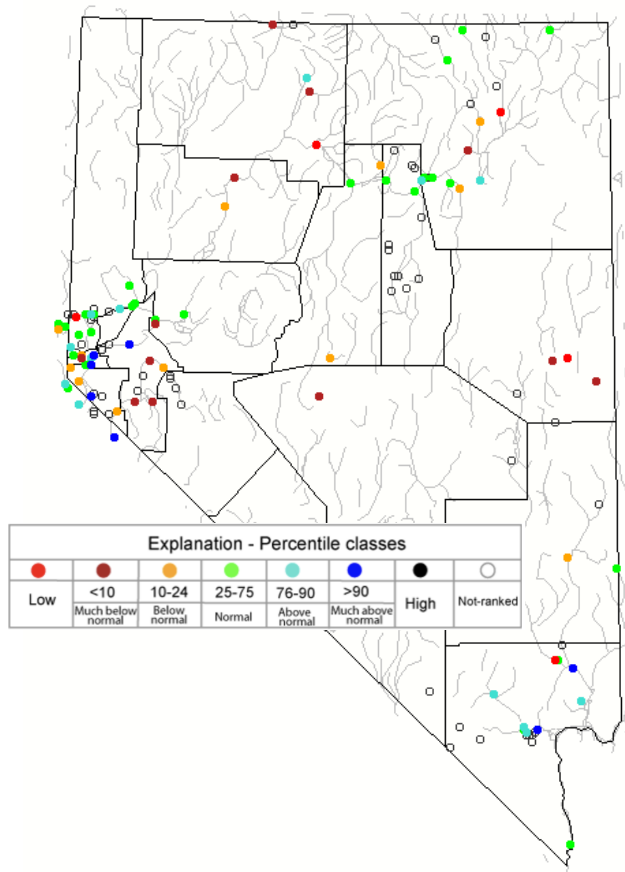 Explanation - Percentile classes
<10 10-24 25-75 76-90 >90
Low Much below normal Below normal Normal Above normal Much above normal High Not-ranked